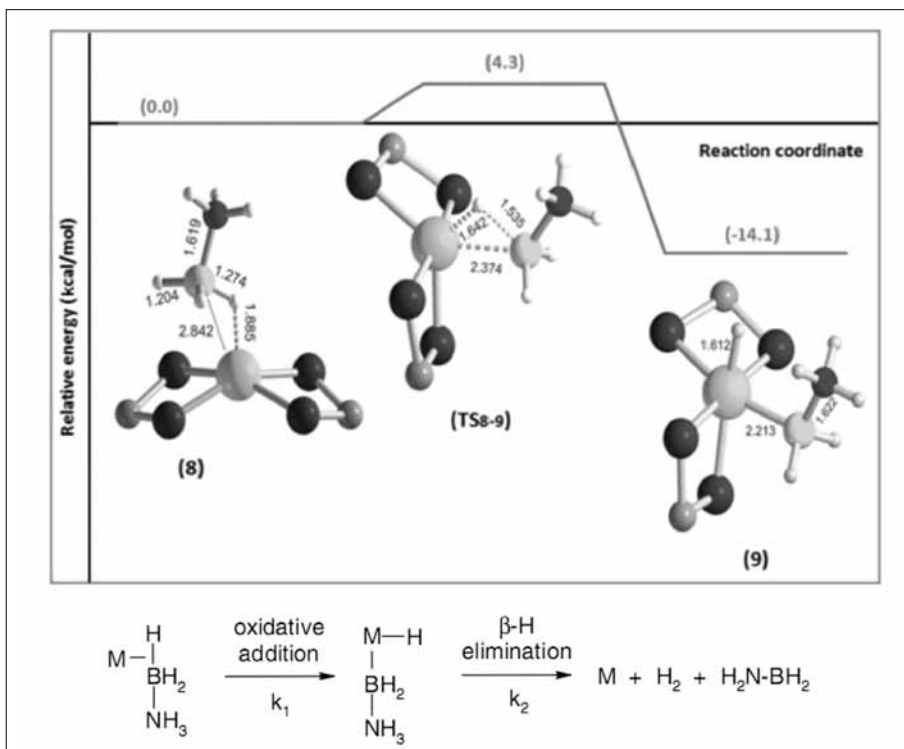 Relative energy (kcal/mol)
(0.0)
(4.3)
Reaction coordinate
(-14.1)
1.619
1.204
1.274
2.842
1.885
(8)
1.535
1.642
2.374
(TS8-9)
1.612
1.622
2.213
(9)
H
M
BH2
NH3
oxidative
addition
k1
M—H
BH2
NH3
β-H
elimination
k2
M + H2 + H2N-BH2